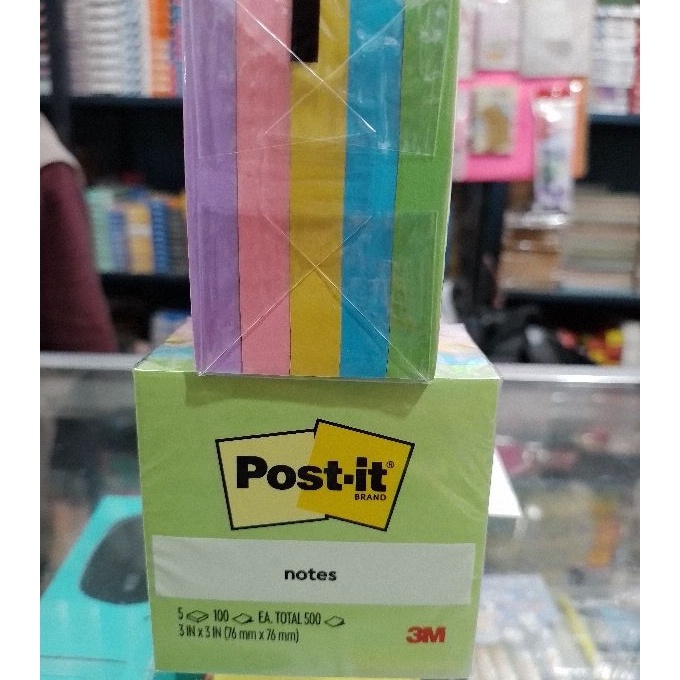 Post-it®
BRAND
notes
5 100 EA. TOTAL 500
3 IN x 3 IN (76 mm x 76 mm)
3M